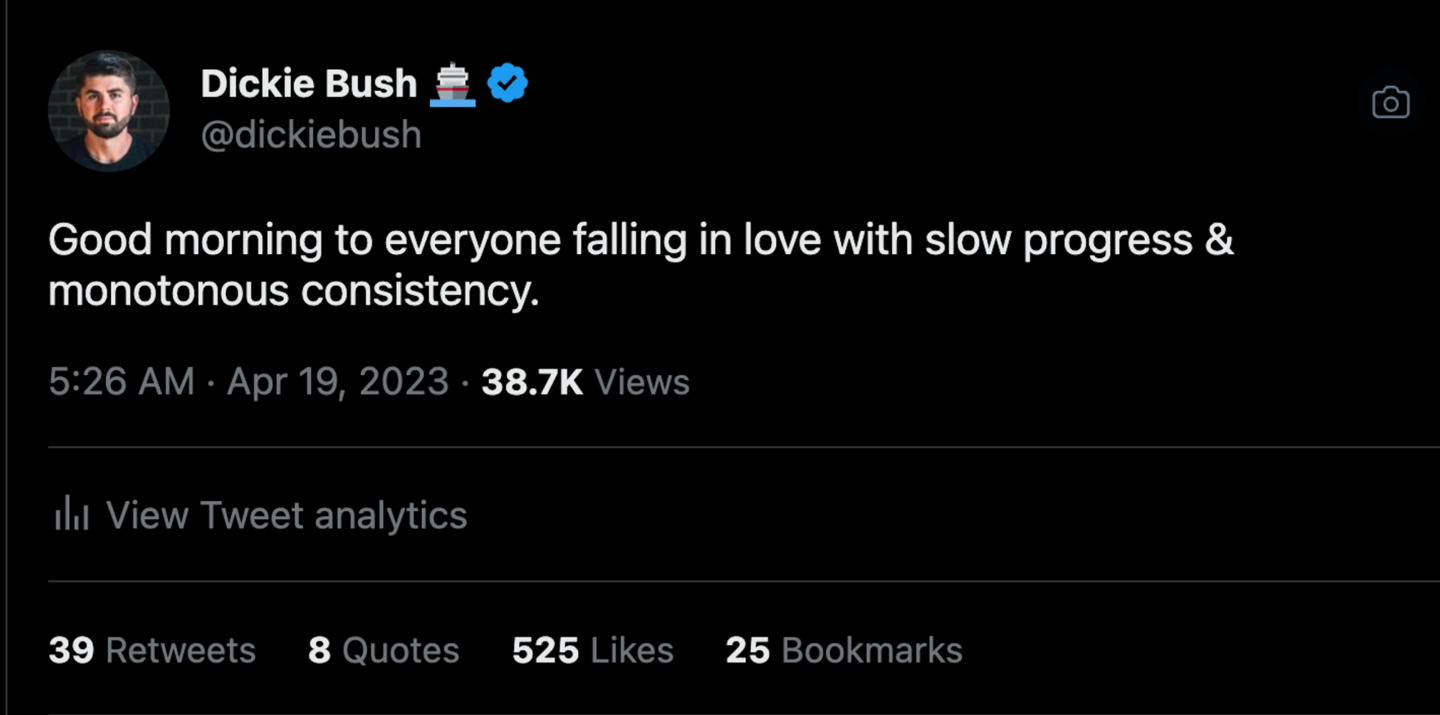 Dickie Bush 🚢
@dickiebush
Good morning to everyone falling in love with slow progress &
monotonous consistency.
5:26 AM · Apr 19, 2023 · 38.7K Views
View Tweet analytics
39 Retweets 8 Quotes 525 Likes 25 Bookmarks